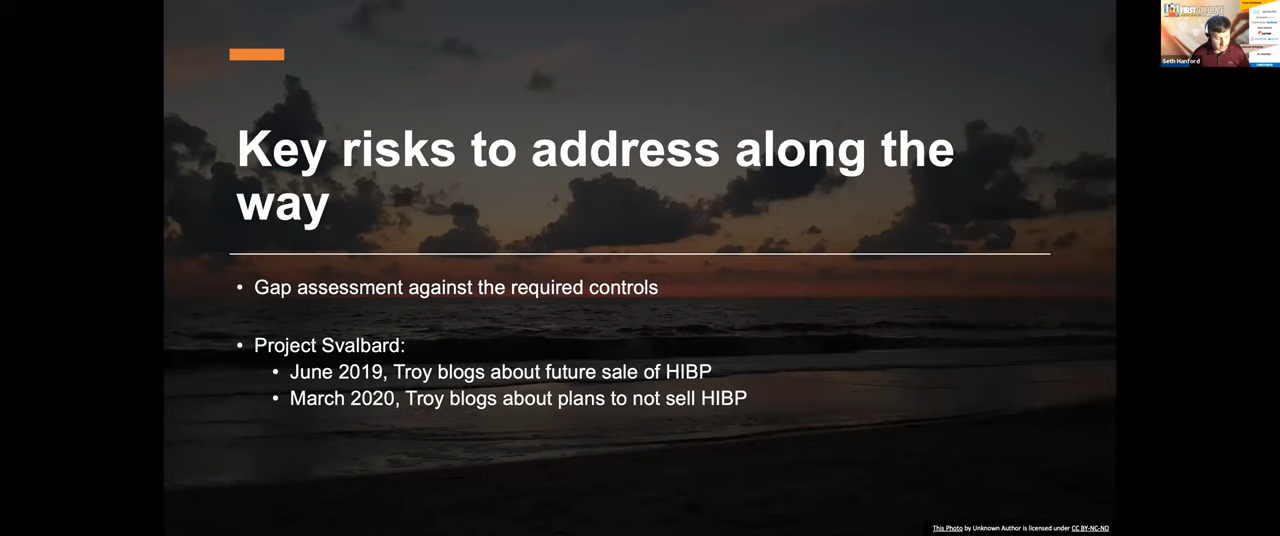 FIRST CONFERENCE
Seth Hanford
Key risks to address along the
way
• Gap assessment against the required controls
• Project Svalbard:
• June 2019, Troy blogs about future sale of HIBP
• March 2020, Troy blogs about plans to not sell HIBP
This Photo by Unknown Author is licensed under CC BY-NC-ND